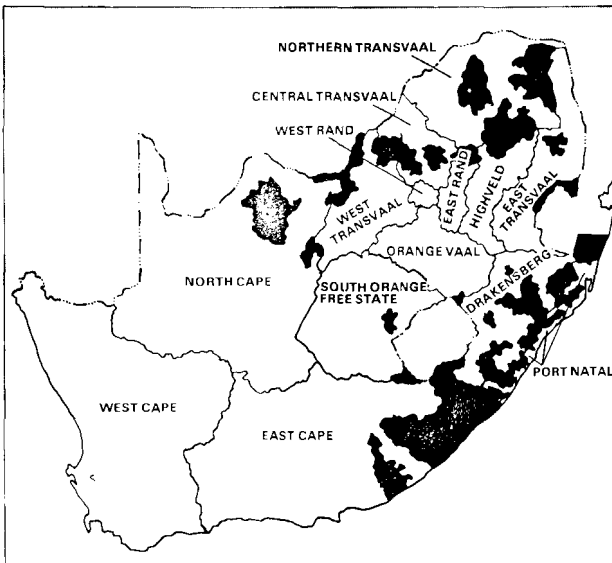 NORTHERN TRANSVAAL
CENTRAL TRANSVAAL
WEST RAND
WEST
TRANSVAAL
EAST RAND
HIGHVELD
EAST
TRANSVAAL
ORANGE VAAL
DRAKENSBERG
NORTH CAPE
SOUTH ORANGE
FREE STATE
PORT NATAL
WEST CAPE
EAST CAPE